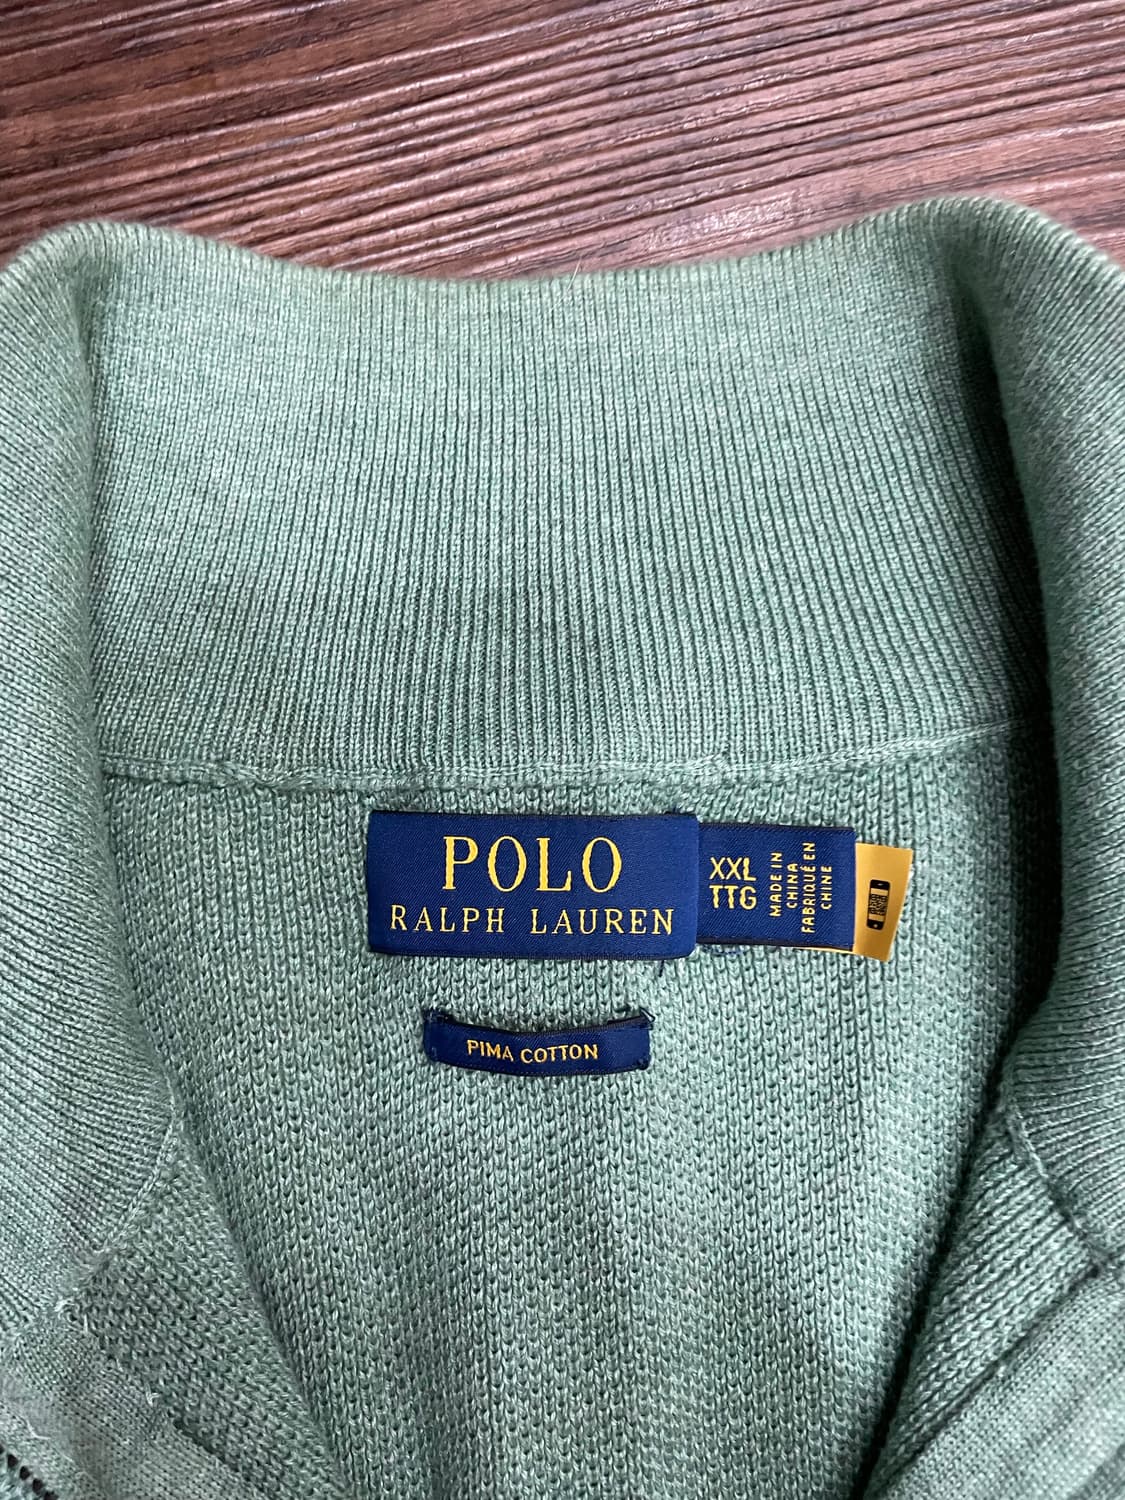 POLO
RALPH LAUREN
XXL
TTG
MADE IN
CHINA
FABRIQUÉ EN
CHINE
PIMA COTTON